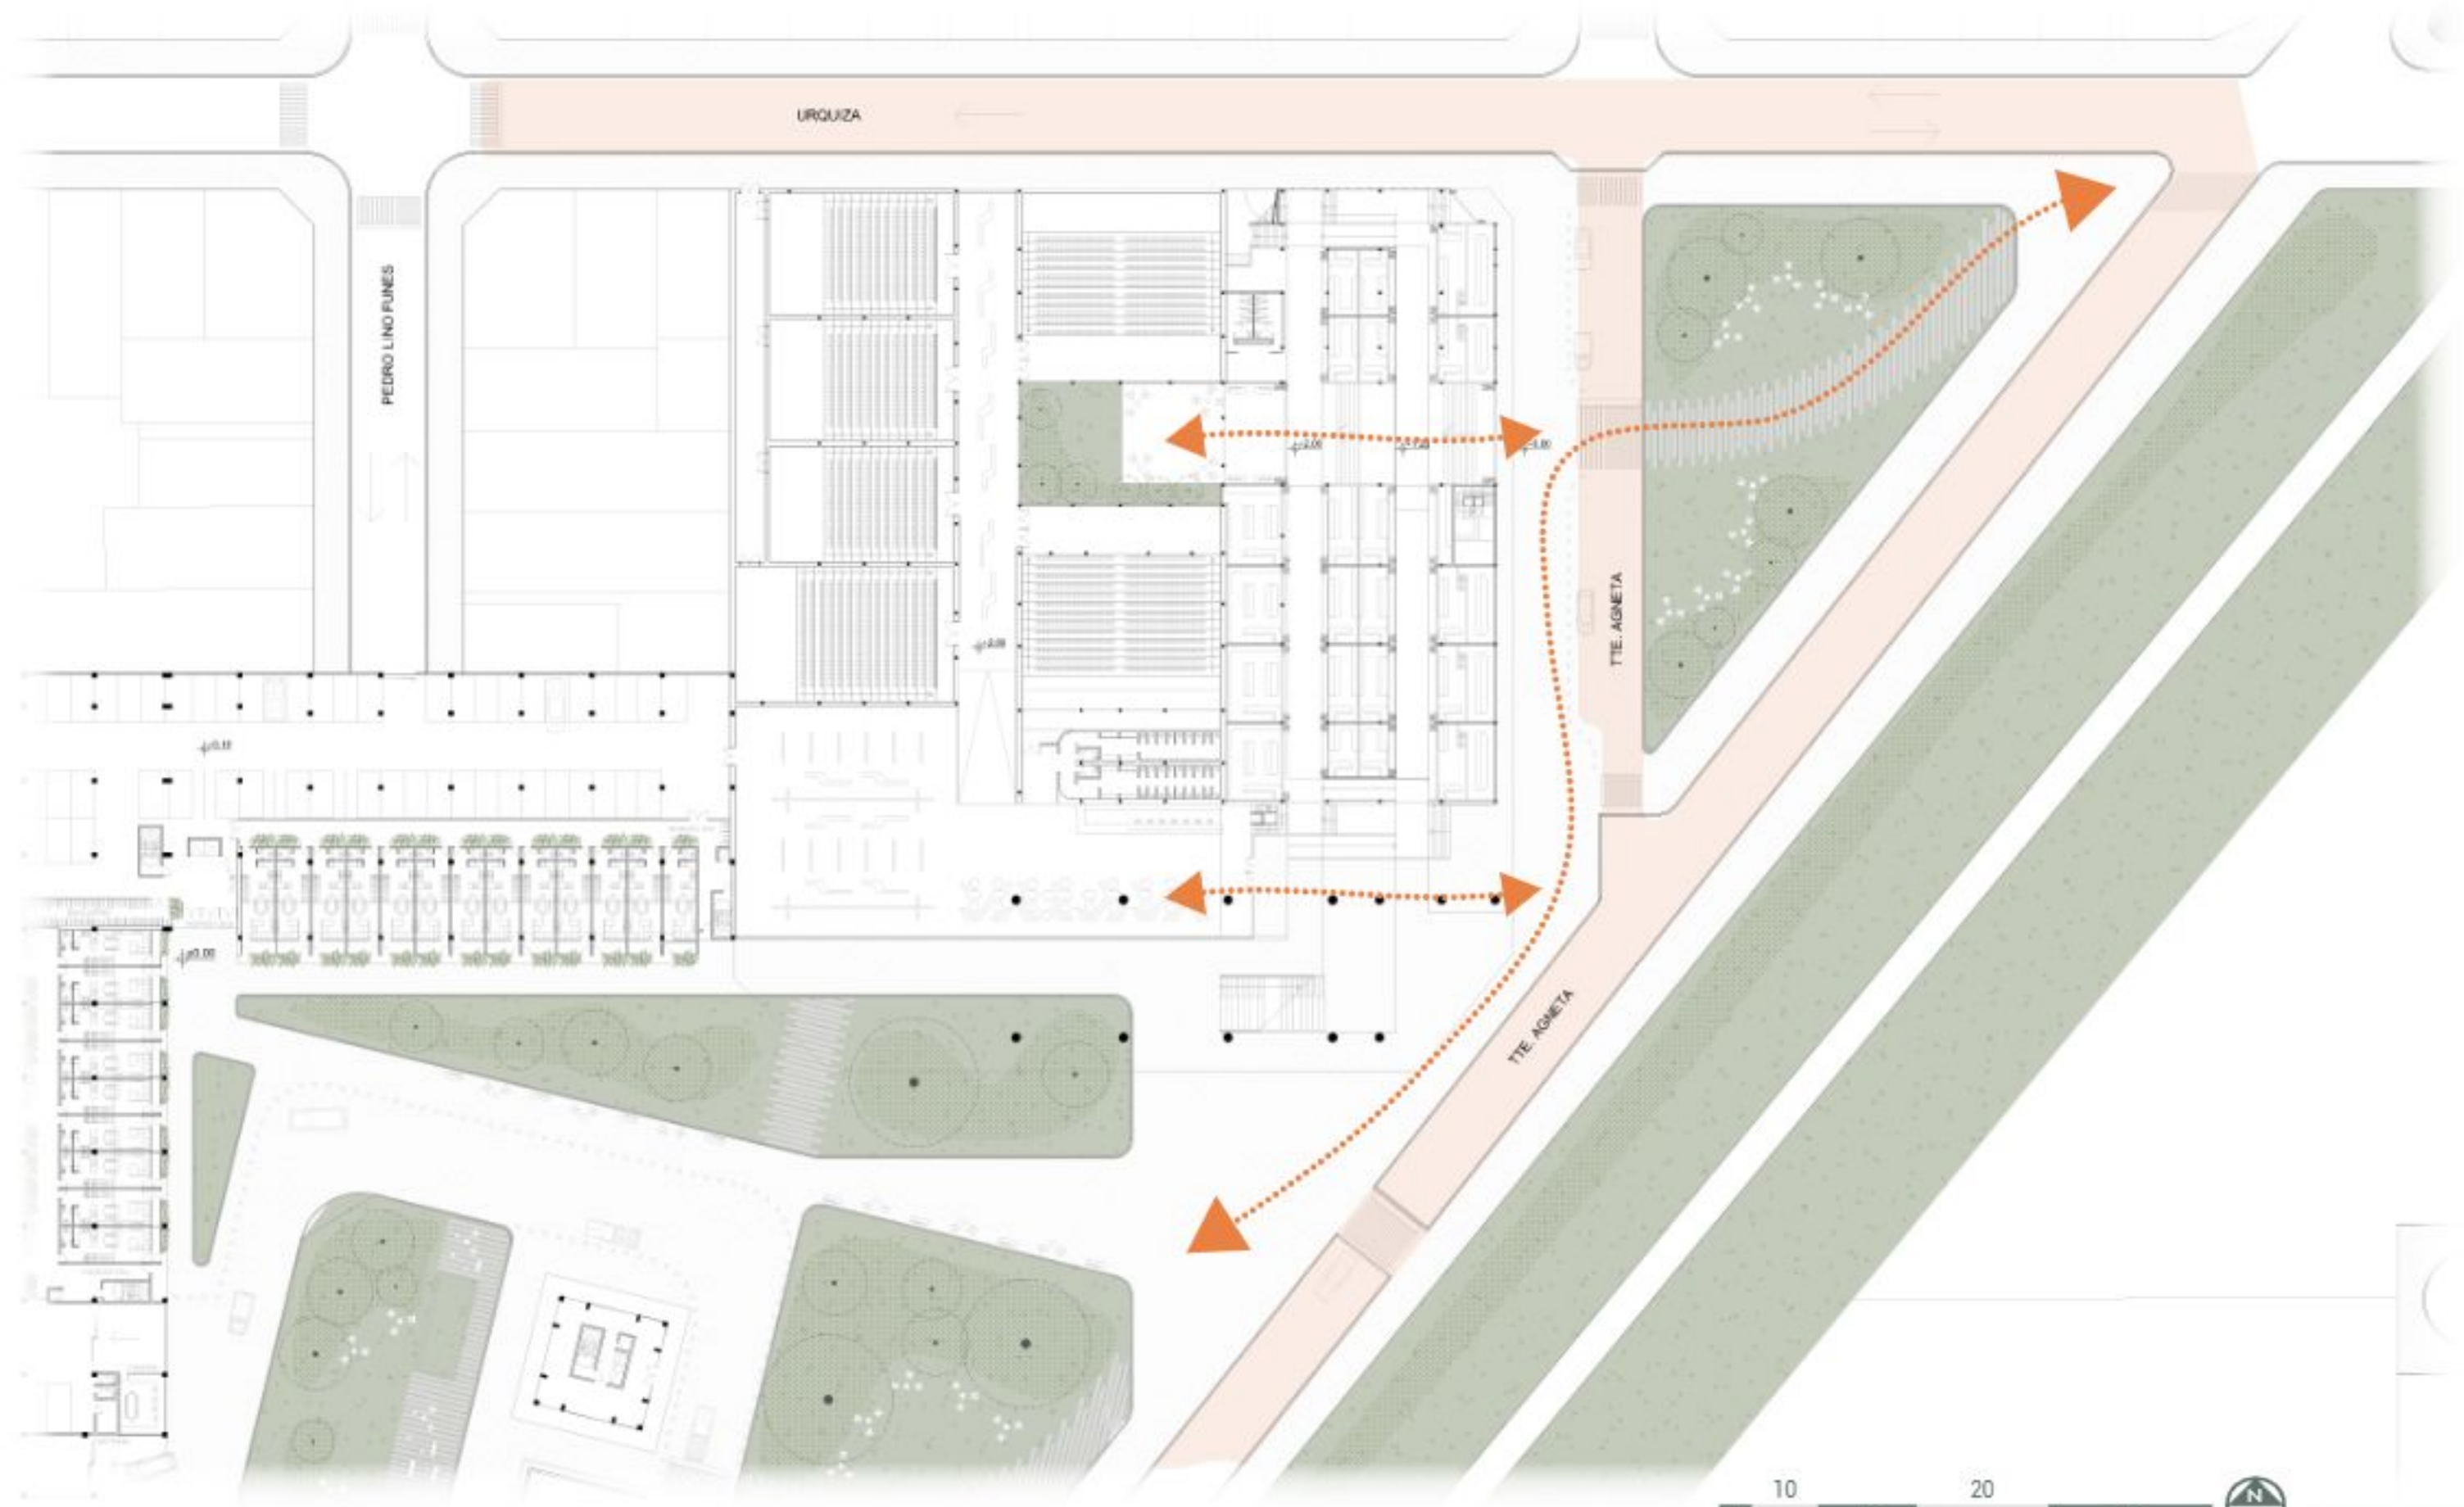 URQUIZA
PEDRO LINO FUNES
TTE. AGNETA
TTE. AGNETA
10 20
N